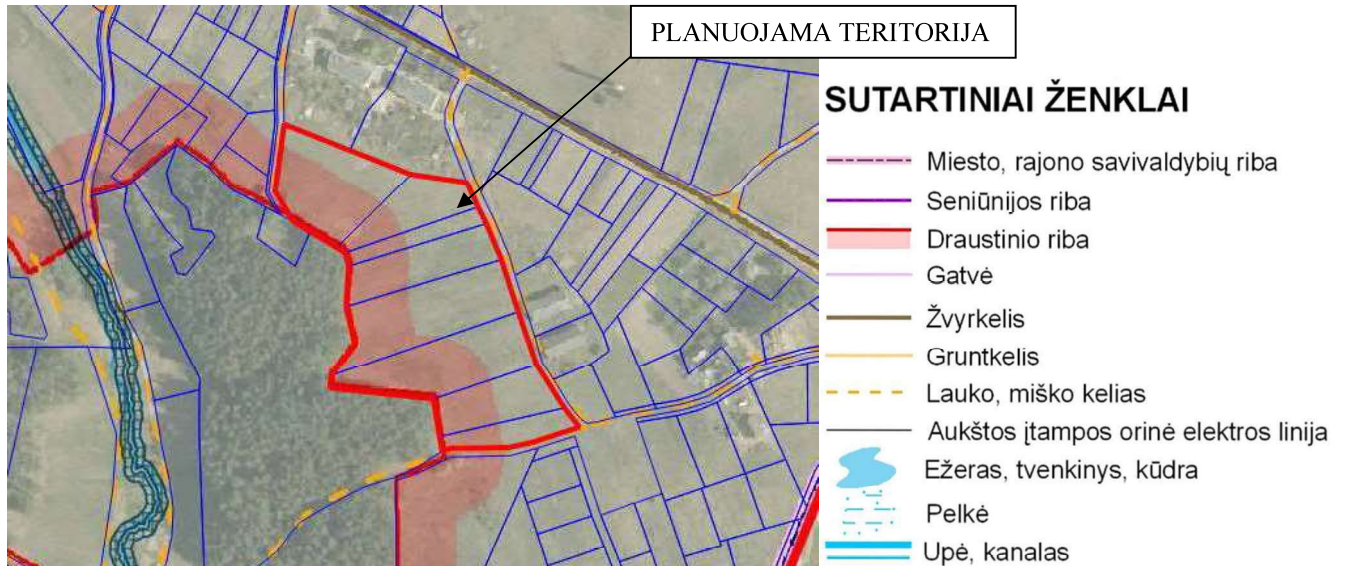 PLANUOJAMA TERITORIJA
SUTARTINIAI ŽENKLAI
Miesto, rajono savivaldybių riba
Seniūnijos riba
Draustinio riba
Gatvė
Žvyrkelis
Gruntkelis
Lauko, miško kelias
Aukštos įtampos orinė elektros linija
Ežeras, tvenkinys, kūdra
Pelkė
Upė, kanalas